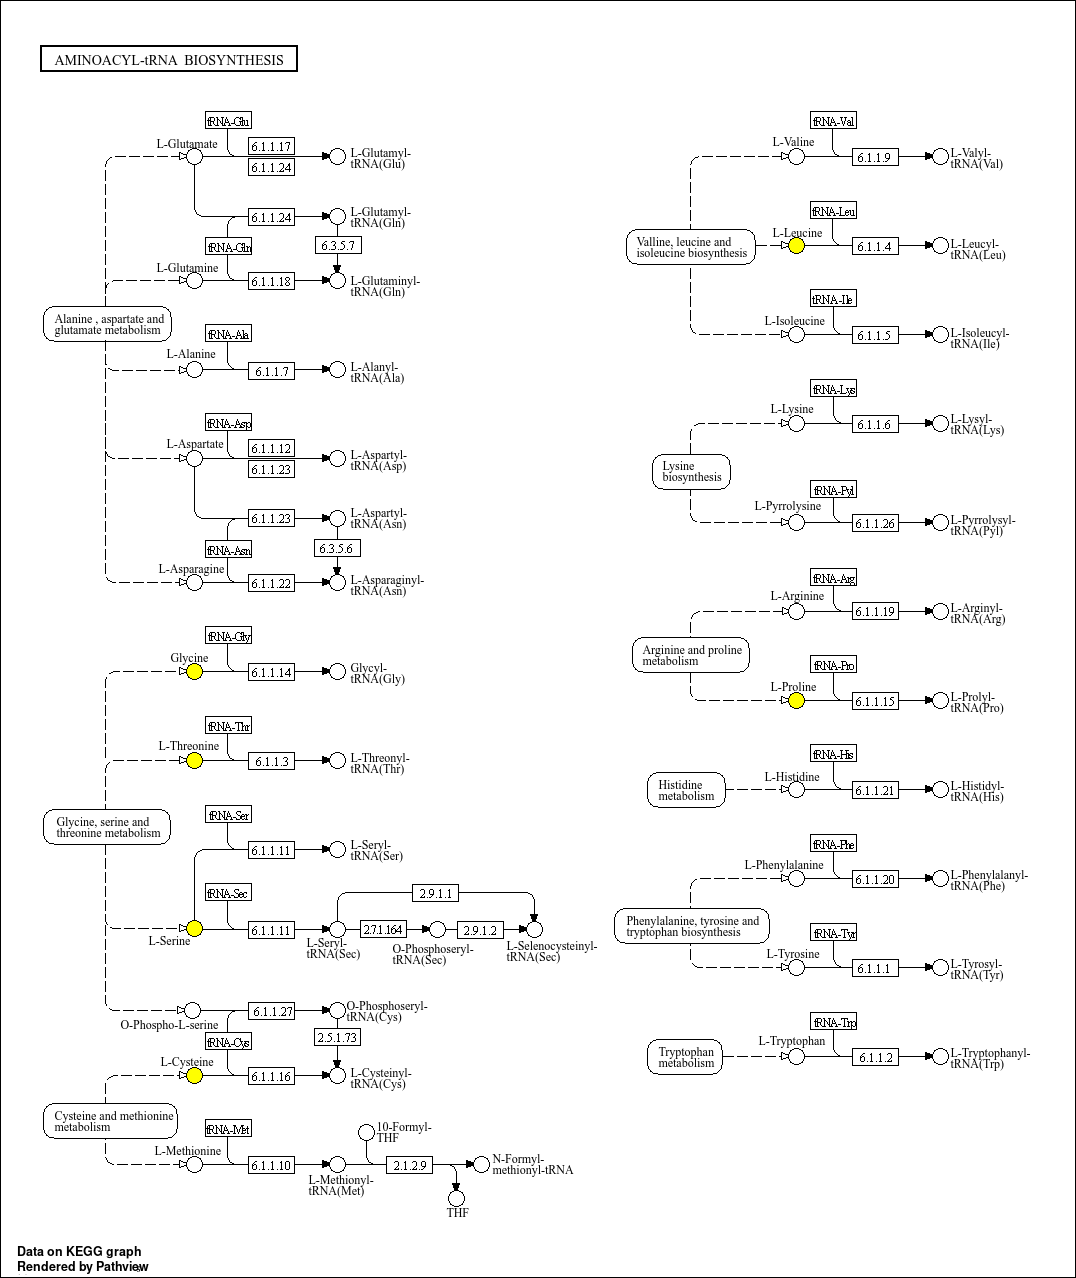 AMINOACYL-tRNA BIOSYNTHESIS
tRNA-Glu
L-Glutamate
6.1.1.17
6.1.1.24
L-Glutamyl-
tRNA(Glu)
6.1.1.24
L-Glutamyl-
tRNA(Gln)
tRNA-Gln
6.3.5.7
L-Glutamine
6.1.1.18
L-Glutaminyl-
tRNA(Gln)
Alanine , aspartate and
glutamate metabolism
tRNA-Ala
L-Alanine
6.1.1.7
L-Alanyl-
tRNA(Ala)
tRNA-Asp
L-Aspartate
6.1.1.12
6.1.1.23
L-Aspartyl-
tRNA(Asp)
6.1.1.23
L-Aspartyl-
tRNA(Asn)
tRNA-Asn
6.3.5.6
L-Asparagine
6.1.1.22
L-Asparaginyl-
tRNA(Asn)
tRNA-Gly
Glycine
6.1.1.14
Glycyl-
tRNA(Gly)
tRNA-Thr
L-Threonine
6.1.1.3
L-Threonyl-
tRNA(Thr)
Glycine, serine and
threonine metabolism
tRNA-Ser
6.1.1.11
L-Seryl-
tRNA(Ser)
tRNA-Sec
2.9.1.1
L-Serine
6.1.1.11
L-Seryl-
tRNA(Sec)
2.7.1.164
O-Phosphoseryl-
tRNA(Sec)
2.9.1.2
L-Selenocysteinyl-
tRNA(Sec)
O-Phospho-L-serine
6.1.1.27
O-Phosphoseryl-
tRNA(Cys)
tRNA-Cys
2.5.1.73
L-Cysteine
6.1.1.16
L-Cysteinyl-
tRNA(Cys)
Cysteine and methionine
metabolism
tRNA-Met
L-Methionine
6.1.1.10
L-Methionyl-
tRNA(Met)
10-Formyl-
THF
2.1.2.9
N-Formyl-
methionyl-tRNA
THF
tRNA-Val
L-Valine
6.1.1.9
L-Valyl-
tRNA(Val)
tRNA-Leu
Valline, leucine and
isoleucine biosynthesis
L-Leucine
6.1.1.4
L-Leucyl-
tRNA(Leu)
tRNA-Ile
L-Isoleucine
6.1.1.5
L-Isoleucyl-
tRNA(Ile)
tRNA-Lys
L-Lysine
6.1.1.6
L-Lysyl-
tRNA(Lys)
Lysine
biosynthesis
tRNA-Pyl
L-Pyrrolysine
6.1.1.26
L-Pyrrolysyl-
tRNA(Pyl)
tRNA-Arg
L-Arginine
6.1.1.19
L-Arginyl-
tRNA(Arg)
Arginine and proline
metabolism
tRNA-Pro
L-Proline
6.1.1.15
L-Prolyl-
tRNA(Pro)
tRNA-His
Histidine
metabolism
L-Histidine
6.1.1.21
L-Histidyl-
tRNA(His)
tRNA-Phe
L-Phenylalanine
6.1.1.20
L-Phenylalanyl-
tRNA(Phe)
Phenylalanine, tyrosine and
tryptophan biosynthesis
tRNA-Tyr
L-Tyrosine
6.1.1.1
L-Tyrosyl-
tRNA(Tyr)
tRNA-Trp
Tryptophan
metabolism
L-Tryptophan
6.1.1.2
L-Tryptophanyl-
tRNA(Trp)
Data on KEGG graph
Rendered by Pathview